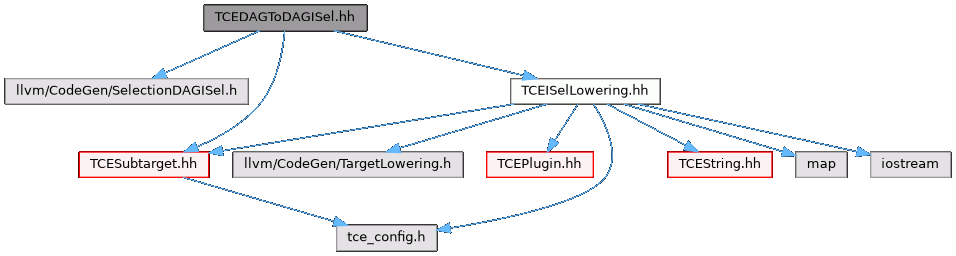 TCEDAGToDAGISel.hh
llvm/CodeGen/SelectionDAGISel.h
TCEISelLowering.hh
TCESubtarget.hh
llvm/CodeGen/TargetLowering.h
TCEPlugin.hh
TCEString.hh
map
iostream
tce_config.h